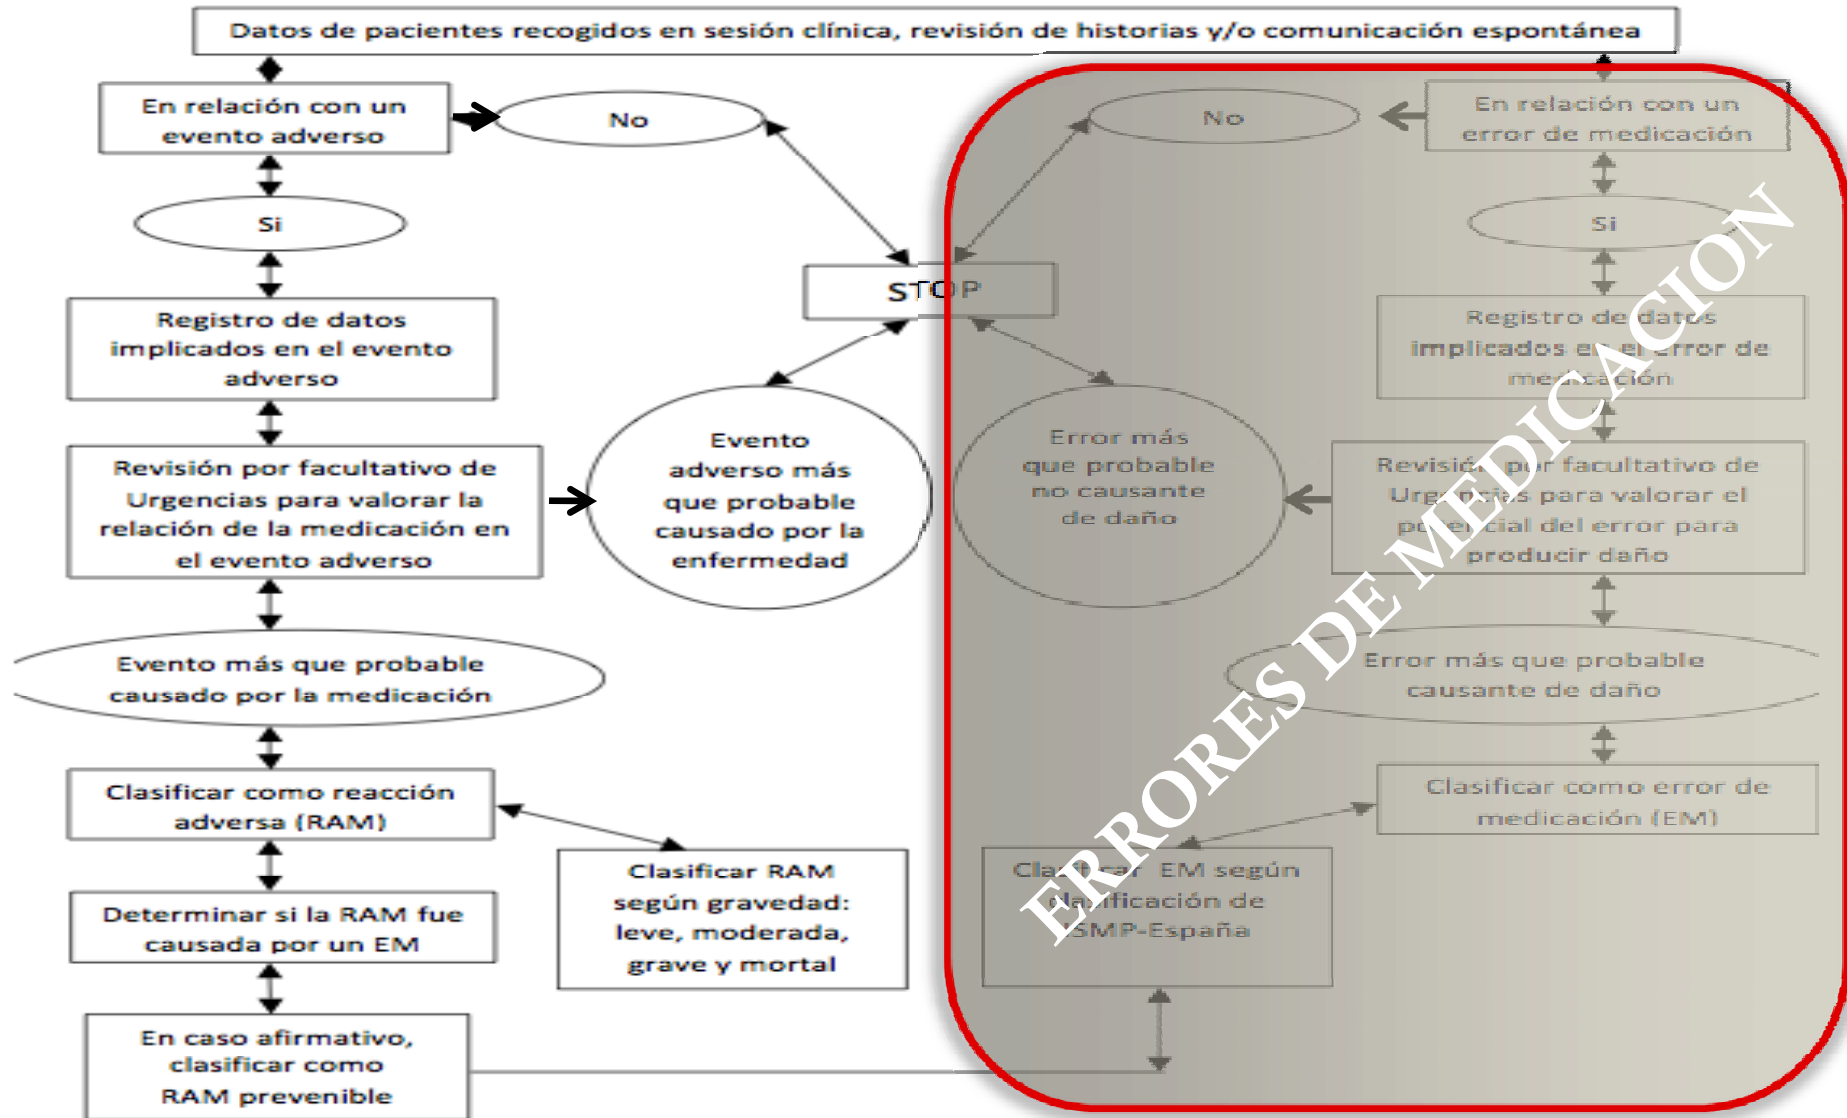 Datos de pacientes recogidos en sesión clínica, revisión de historias y/o comunicación espontánea
En relación con un
evento adverso
No
Si
Registro de datos
implicados en el evento
adverso
Revisión por facultativo de
Urgencias para valorar la
relación de la medicación en
el evento adverso
Evento
adverso más
que probable
causado por la
enfermedad
Evento más que probable
causado por la medicación
Clasificar como reacción
adversa (RAM)
Clasificar RAM
según gravedad:
leve, moderada,
grave y mortal
Determinar si la RAM fue
causada por un EM
En caso afirmativo,
clasificar como
RAM prevenible
STOP
No
En relación con un
error de medicación
Si
Registro de datos
implicados en el error de
medicación
Error más
que probable
no causante
de daño
Revisión por facultativo de
Urgencias para valorar el
potencial del error para
producir daño
Error más que probable
causante de daño
Clasificar como error de
medicación (EM)
Clasificar EM según
clasificación de
ISMP-España
ERRORES DE MEDICACION